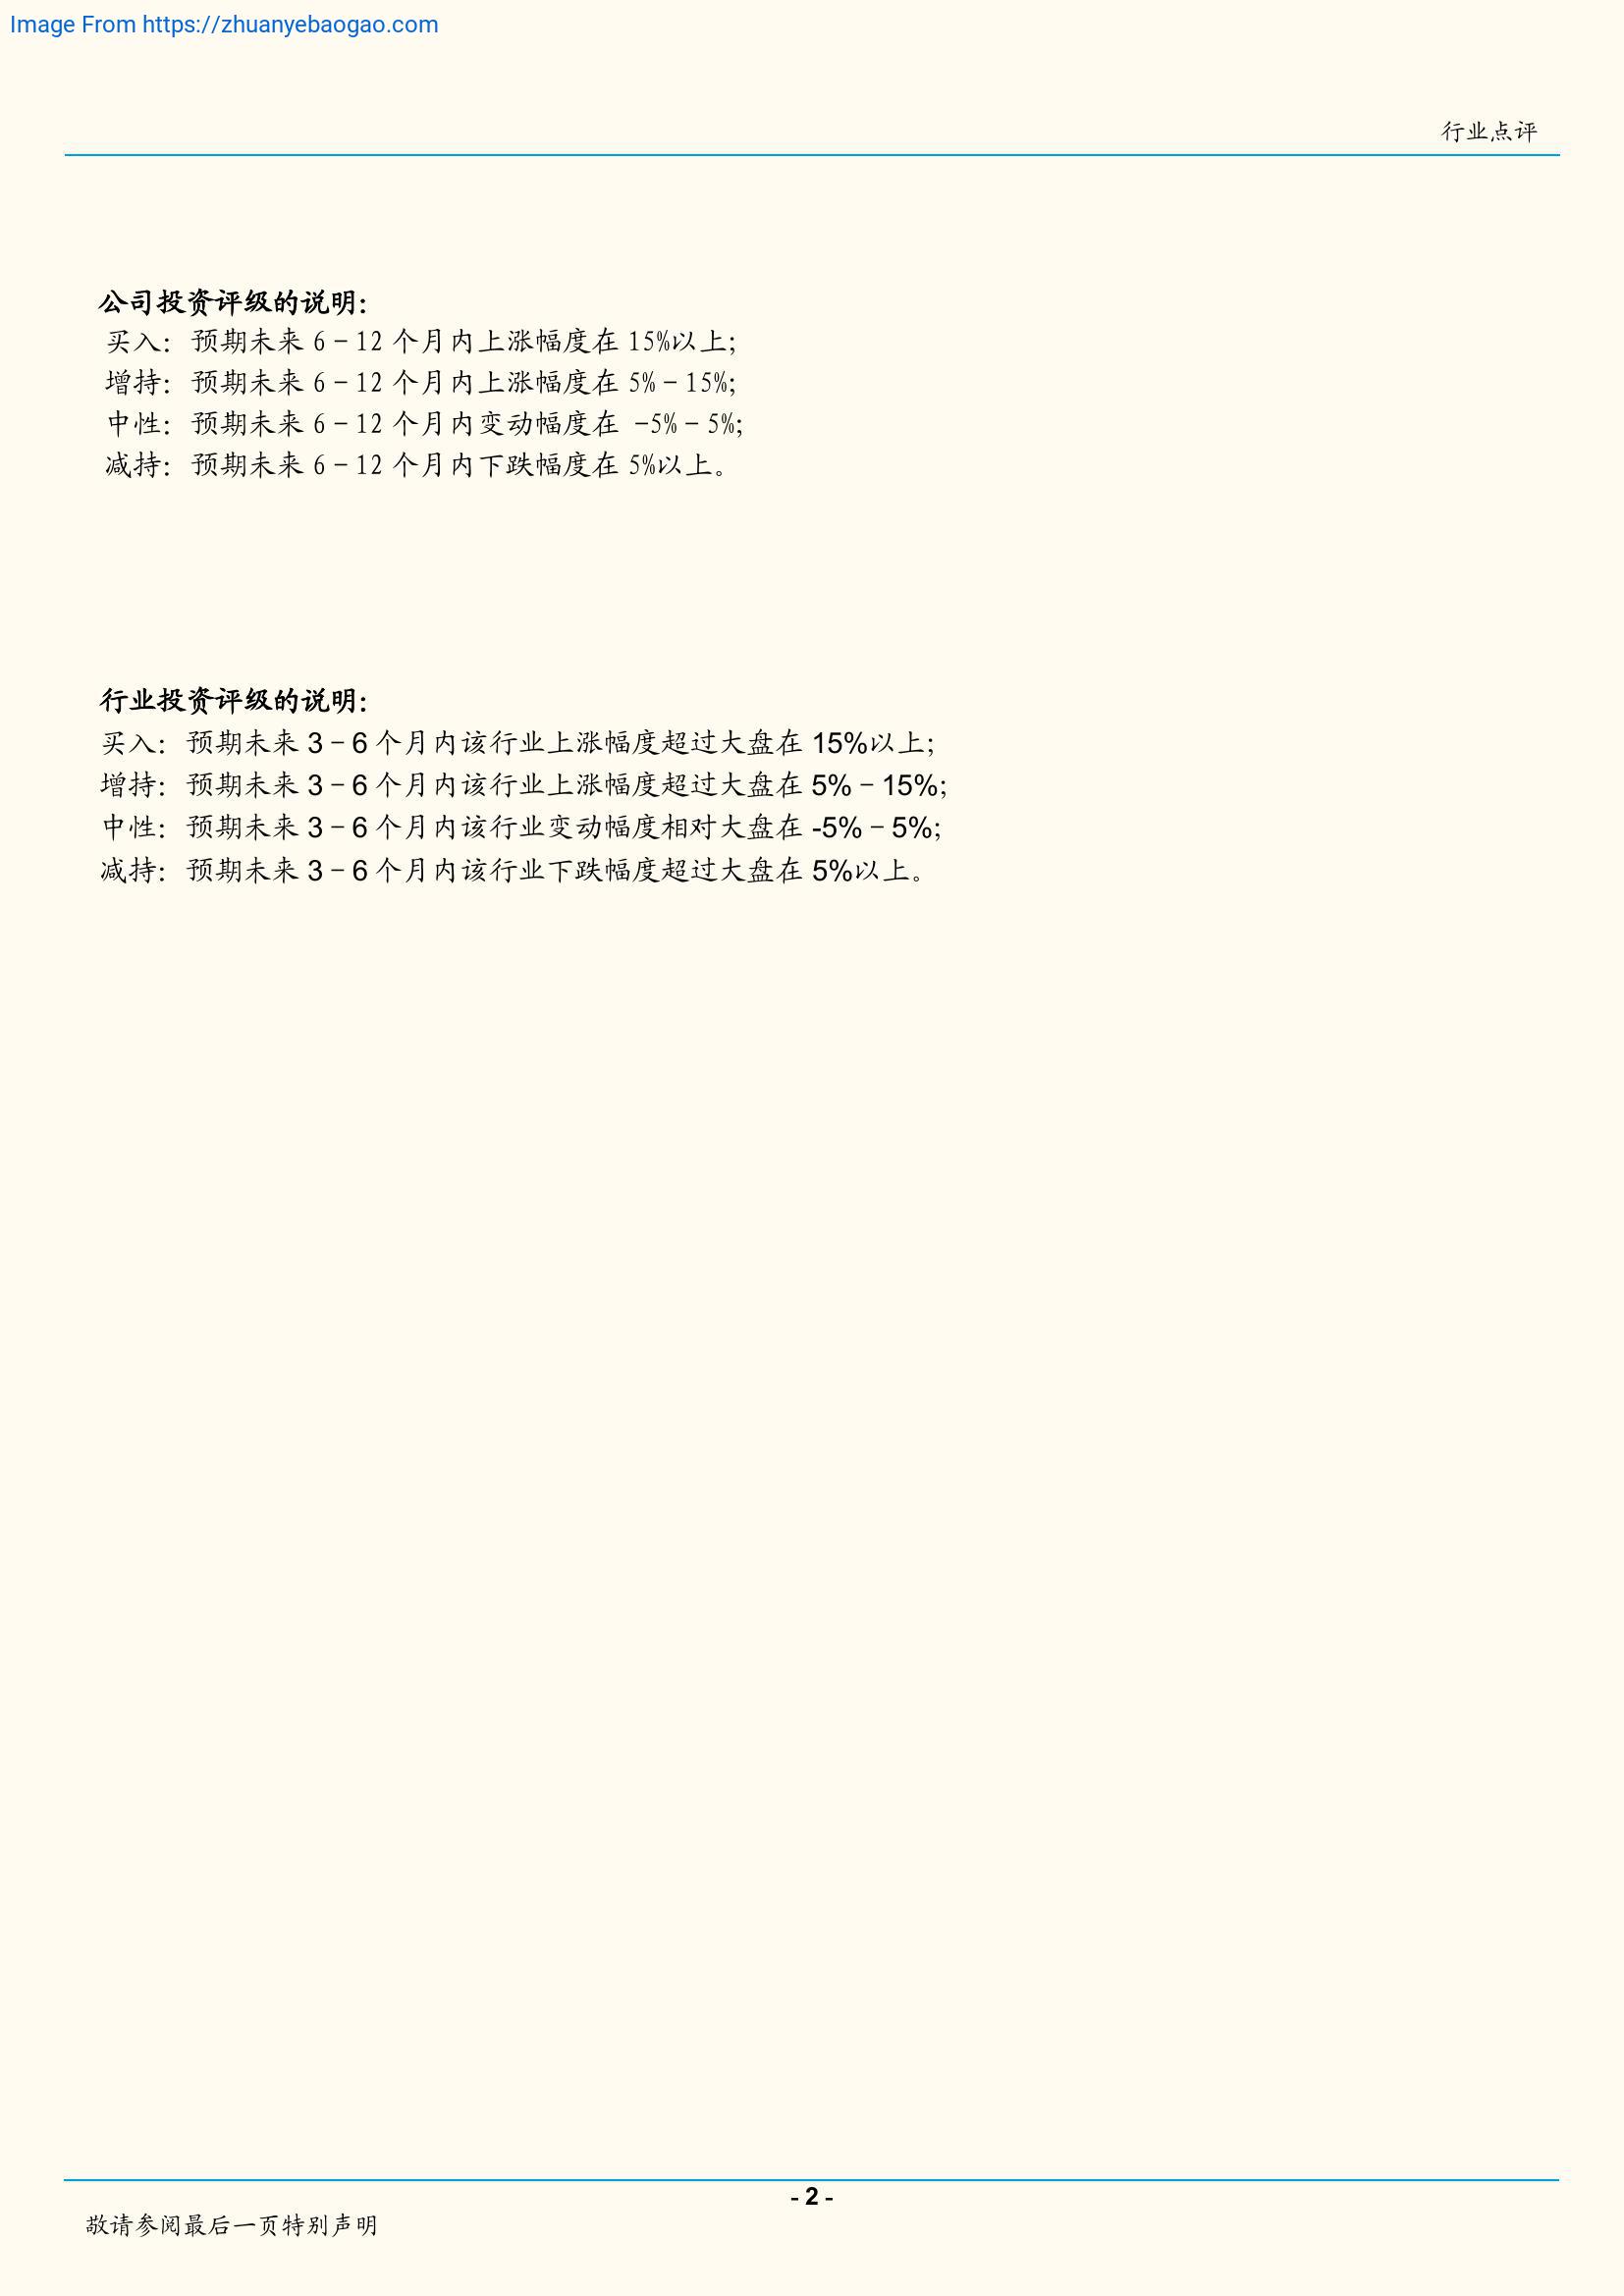 Image From https://zhuanyebaogao.com
行业点评
公司投资评级的说明：
买入：预期未来 6－12 个月内上涨幅度在 15%以上；
增持：预期未来 6－12 个月内上涨幅度在 5%－15%；
中性：预期未来 6－12 个月内变动幅度在 -5%－5%；
减持：预期未来 6－12 个月内下跌幅度在 5%以上。
行业投资评级的说明：
买入：预期未来 3－6 个月内该行业上涨幅度超过大盘在 15%以上；
增持：预期未来 3－6 个月内该行业上涨幅度超过大盘在 5%－15%；
中性：预期未来 3－6 个月内该行业变动幅度相对大盘在 -5%－5%；
减持：预期未来 3－6 个月内该行业下跌幅度超过大盘在 5%以上。
- 2 -
敬请参阅最后一页特别声明